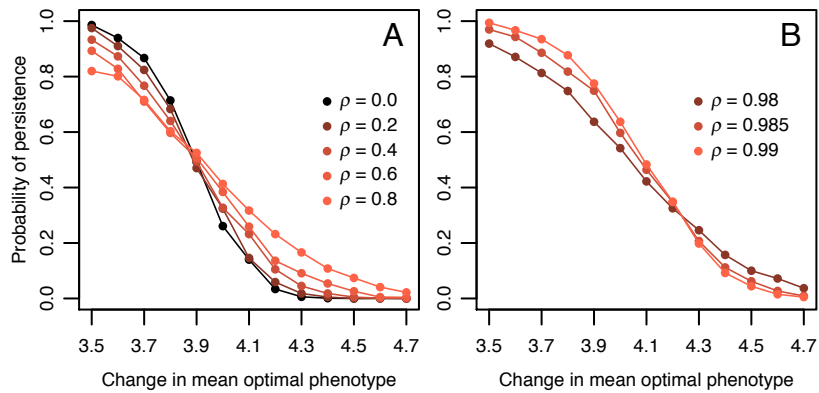 A
B
Probability of persistence
1.0
0.8
0.6
0.4
0.2
0.0
ρ = 0.0
ρ = 0.2
ρ = 0.4
ρ = 0.6
ρ = 0.8
3.5 3.7 3.9 4.1 4.3 4.5 4.7
Change in mean optimal phenotype
1.0
0.8
0.6
0.4
0.2
0.0
ρ = 0.98
ρ = 0.985
ρ = 0.99
3.5 3.7 3.9 4.1 4.3 4.5 4.7
Change in mean optimal phenotype